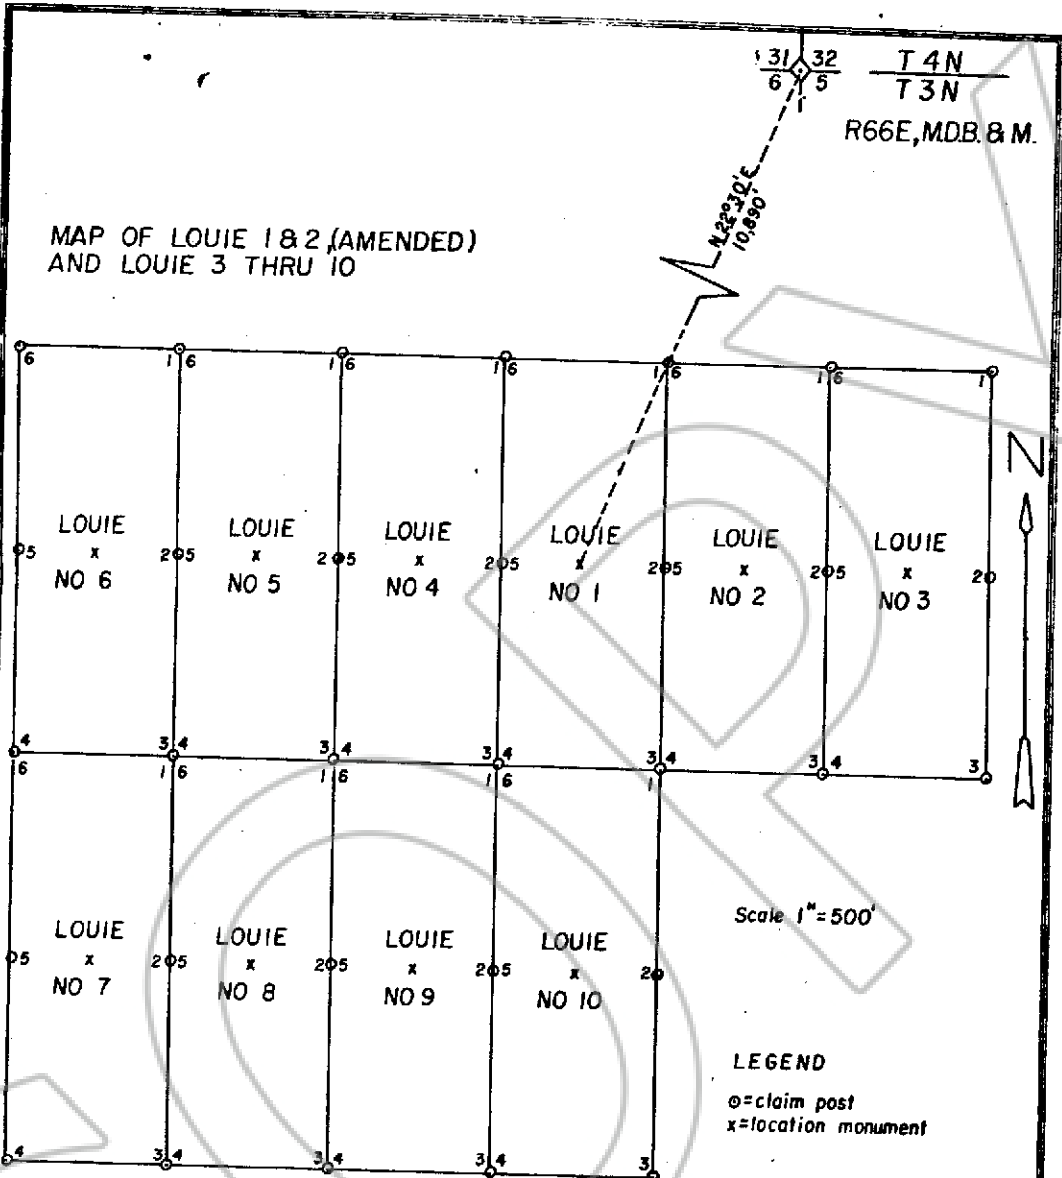 31 32 T 4 N
6 5 T 3 N
R66E, M.D.B. & M.
N.22°30'E
10,890'
MAP OF LOUIE 1 & 2,(AMENDED)
AND LOUIE 3 THRU 10
6 1 6 1 6 1 6 1 6 1 6 1
N
LOUIE LOUIE LOUIE LOUIE LOUIE LOUIE
5 x 2 5 x 2 5 x 2 5 x 2 5 x 2 5 x 2
NO 6 NO 5 NO 4 NO 1 NO 2 NO 3
4 3 4 3 4 3 4 3 4 3 4 3
6 1 6 1 6 1 6 1
Scale 1"=500'
LOUIE LOUIE LOUIE LOUIE
5 x 2 5 x 2 5 x 2 5 x 2
NO 7 NO 8 NO 9 NO 10
LEGEND
⊙=claim post
x=location monument
4 3 4 3 4 3 4 3